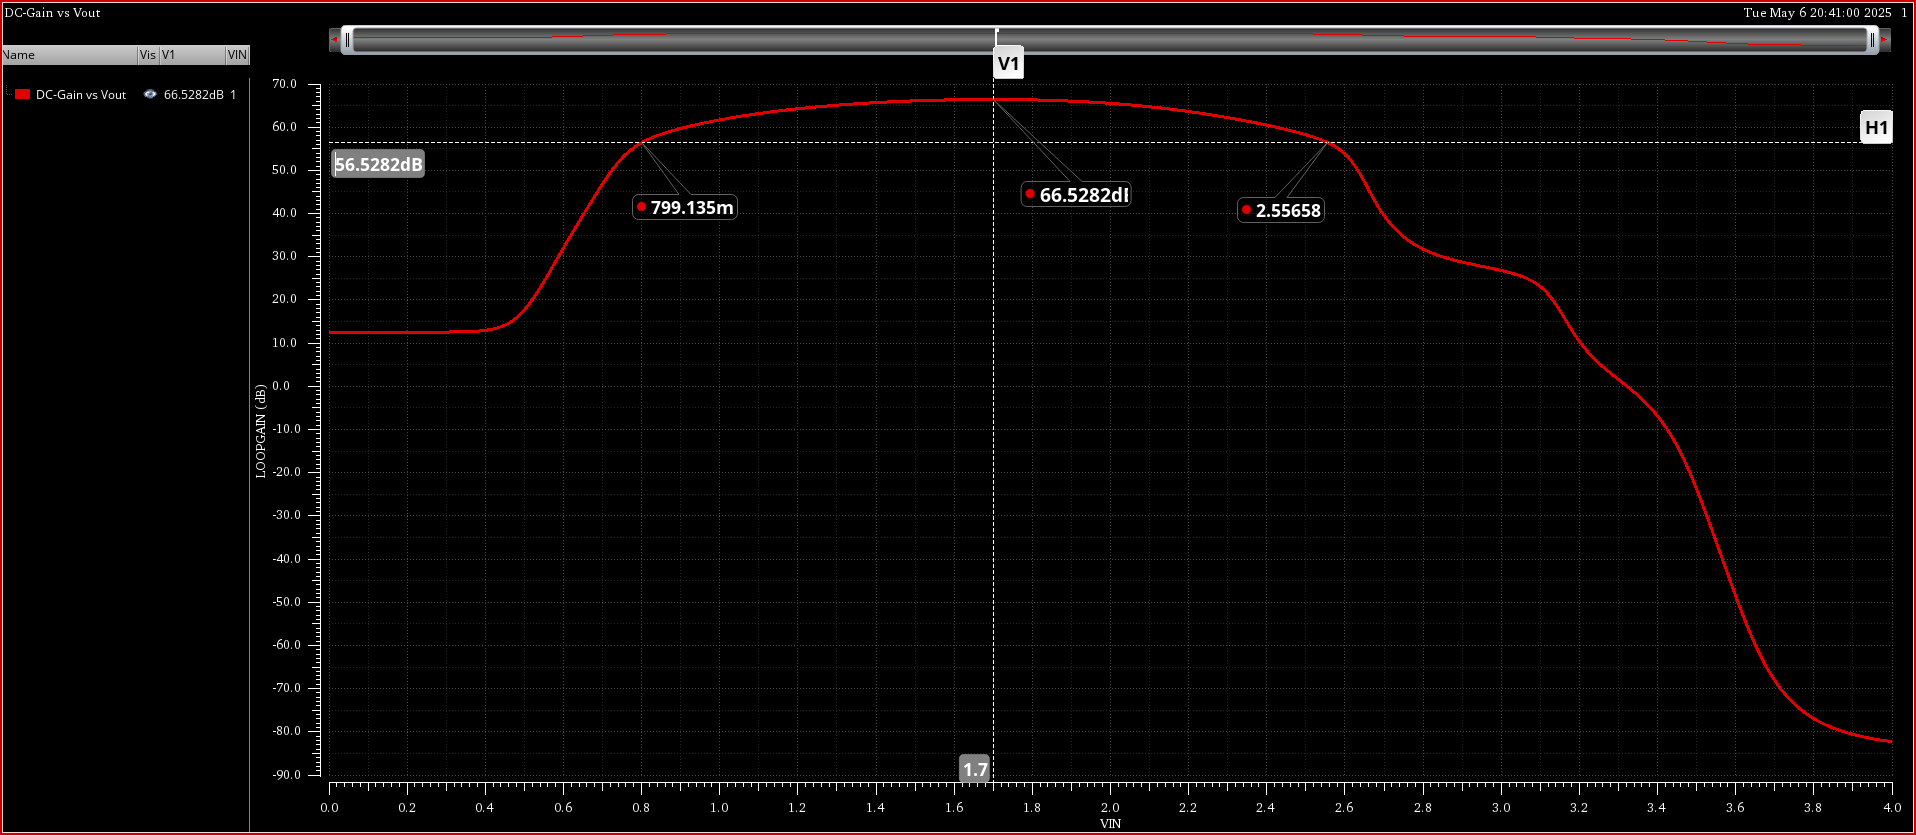 DC-Gain vs Vout
Tue May 6 20:41:00 2025 1
Name Vis V1 VIN
DC-Gain vs Vout 66.5282dB 1
V1
H1
56.5282dB
799.135m
66.5282dB
2.55658
1.7
70.0
60.0
50.0
40.0
30.0
20.0
10.0
0.0
-10.0
-20.0
-30.0
-40.0
-50.0
-60.0
-70.0
-80.0
-90.0
LOOPGAIN (dB)
0.0 0.2 0.4 0.6 0.8 1.0 1.2 1.4 1.6 1.8 2.0 2.2 2.4 2.6 2.8 3.0 3.2 3.4 3.6 3.8 4.0
VIN